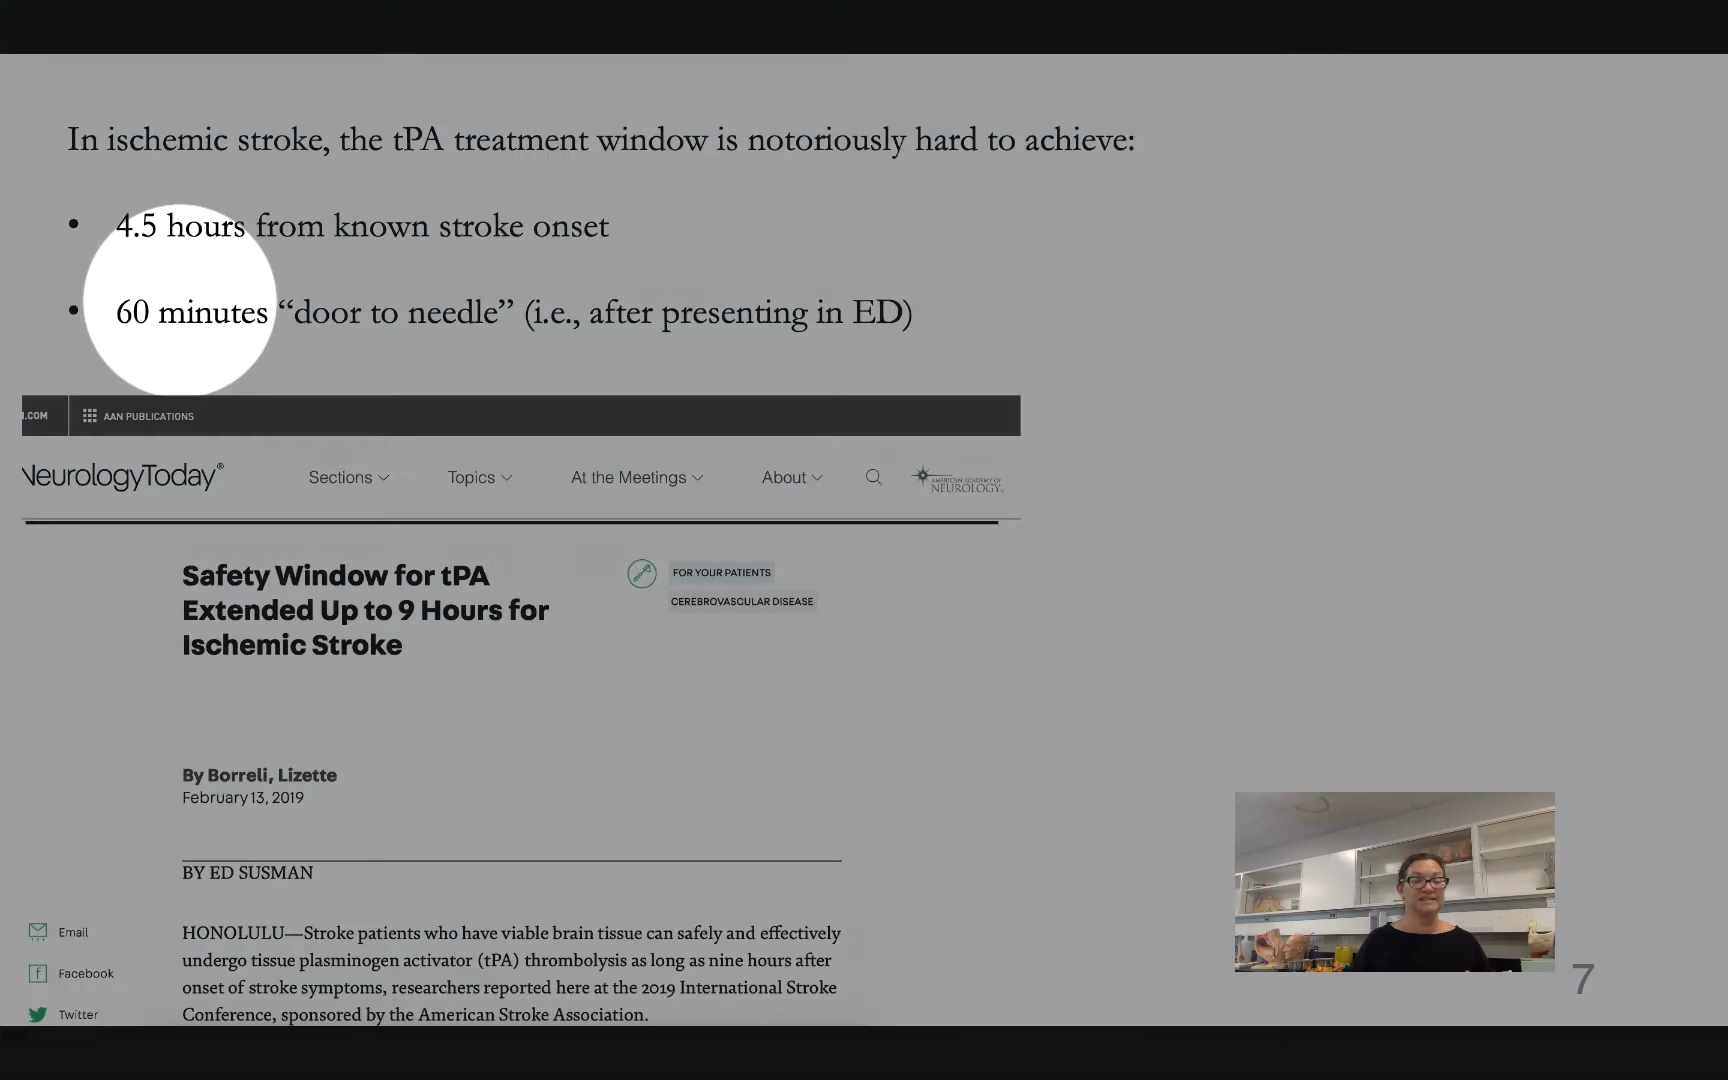 In ischemic stroke, the tPA treatment window is notoriously hard to achieve:
• 4.5 hours from known stroke onset
• 60 minutes “door to needle” (i.e., after presenting in ED)
.COM
AAN PUBLICATIONS
NeurologyToday®
Sections
Topics
At the Meetings
About
AMERICAN ACADEMY OF
NEUROLOGY.
Safety Window for tPA
Extended Up to 9 Hours for
Ischemic Stroke
FOR YOUR PATIENTS
CEREBROVASCULAR DISEASE
By Borreli, Lizette
February 13, 2019
BY ED SUSMAN
Email
Facebook
Twitter
HONOLULU—Stroke patients who have viable brain tissue can safely and effectively
undergo tissue plasminogen activator (tPA) thrombolysis as long as nine hours after
onset of stroke symptoms, researchers reported here at the 2019 International Stroke
Conference, sponsored by the American Stroke Association.
7